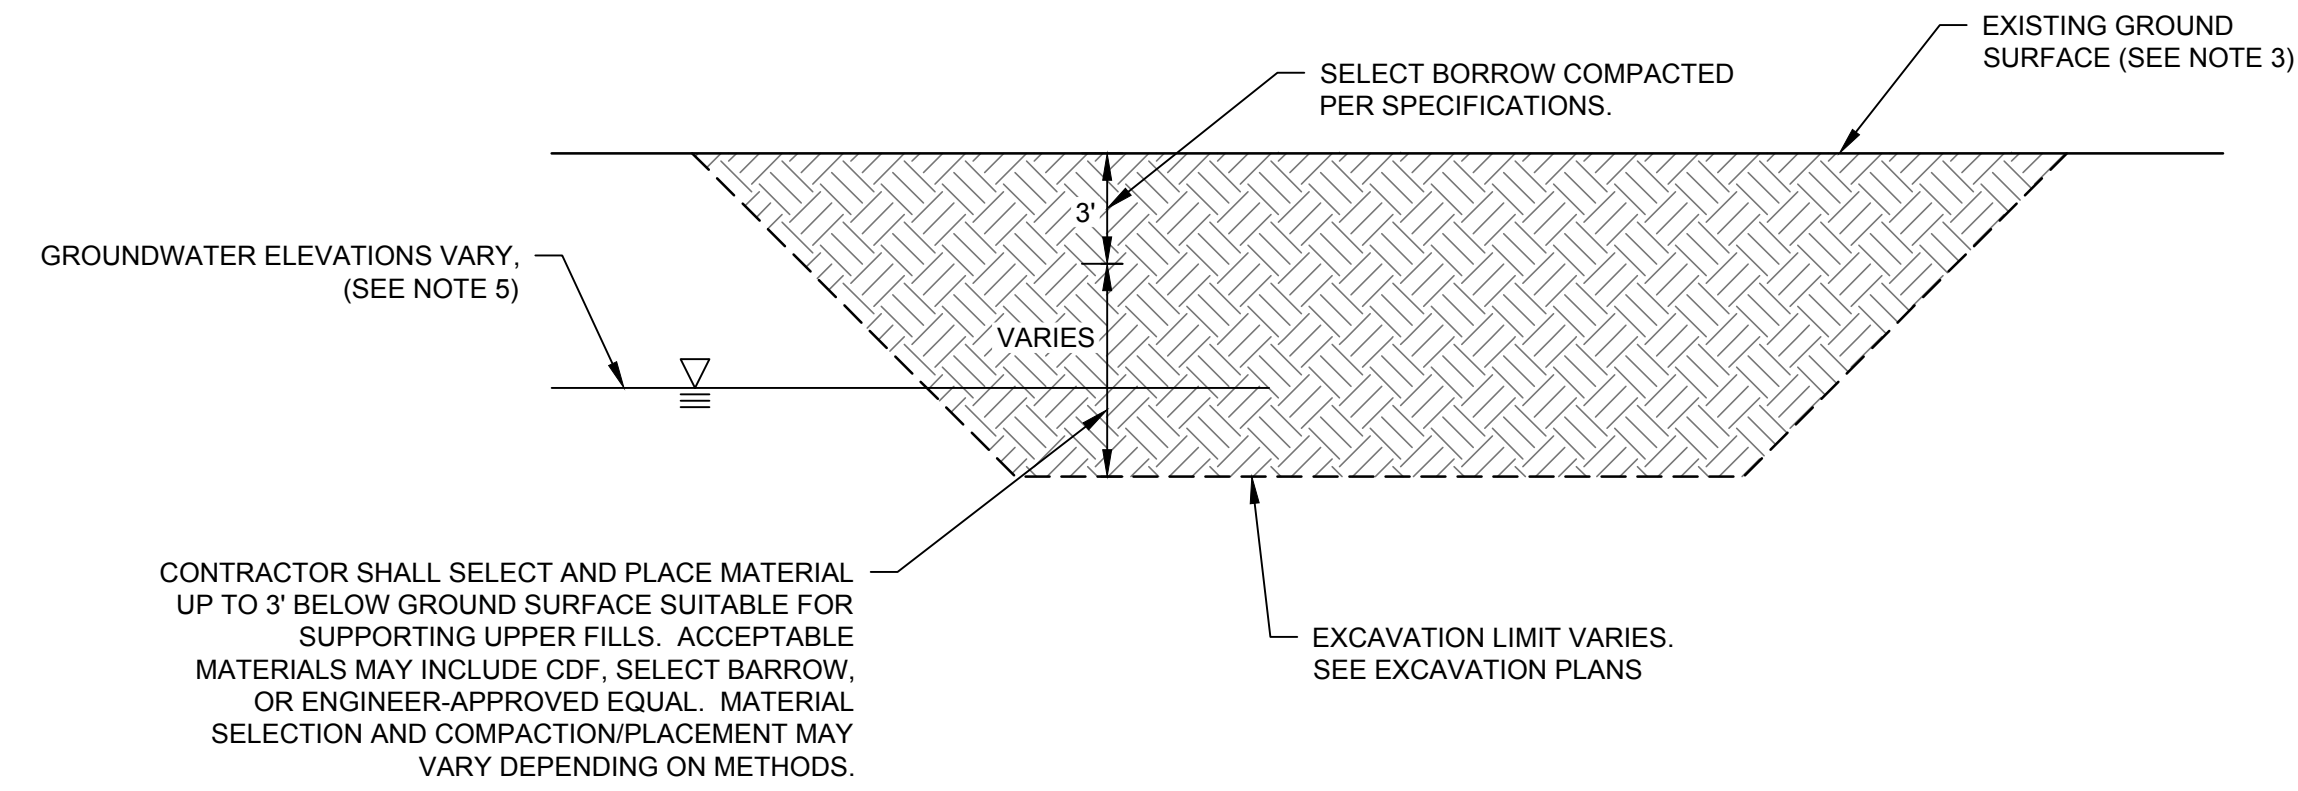 EXISTING GROUND
SURFACE (SEE NOTE 3)
SELECT BORROW COMPACTED
PER SPECIFICATIONS.
3'
GROUNDWATER ELEVATIONS VARY,
(SEE NOTE 5)
VARIES
CONTRACTOR SHALL SELECT AND PLACE MATERIAL
UP TO 3' BELOW GROUND SURFACE SUITABLE FOR
SUPPORTING UPPER FILLS.  ACCEPTABLE
MATERIALS MAY INCLUDE CDF, SELECT BARROW,
OR ENGINEER-APPROVED EQUAL.  MATERIAL
SELECTION AND COMPACTION/PLACEMENT MAY
VARY DEPENDING ON METHODS.
EXCAVATION LIMIT VARIES.
SEE EXCAVATION PLANS